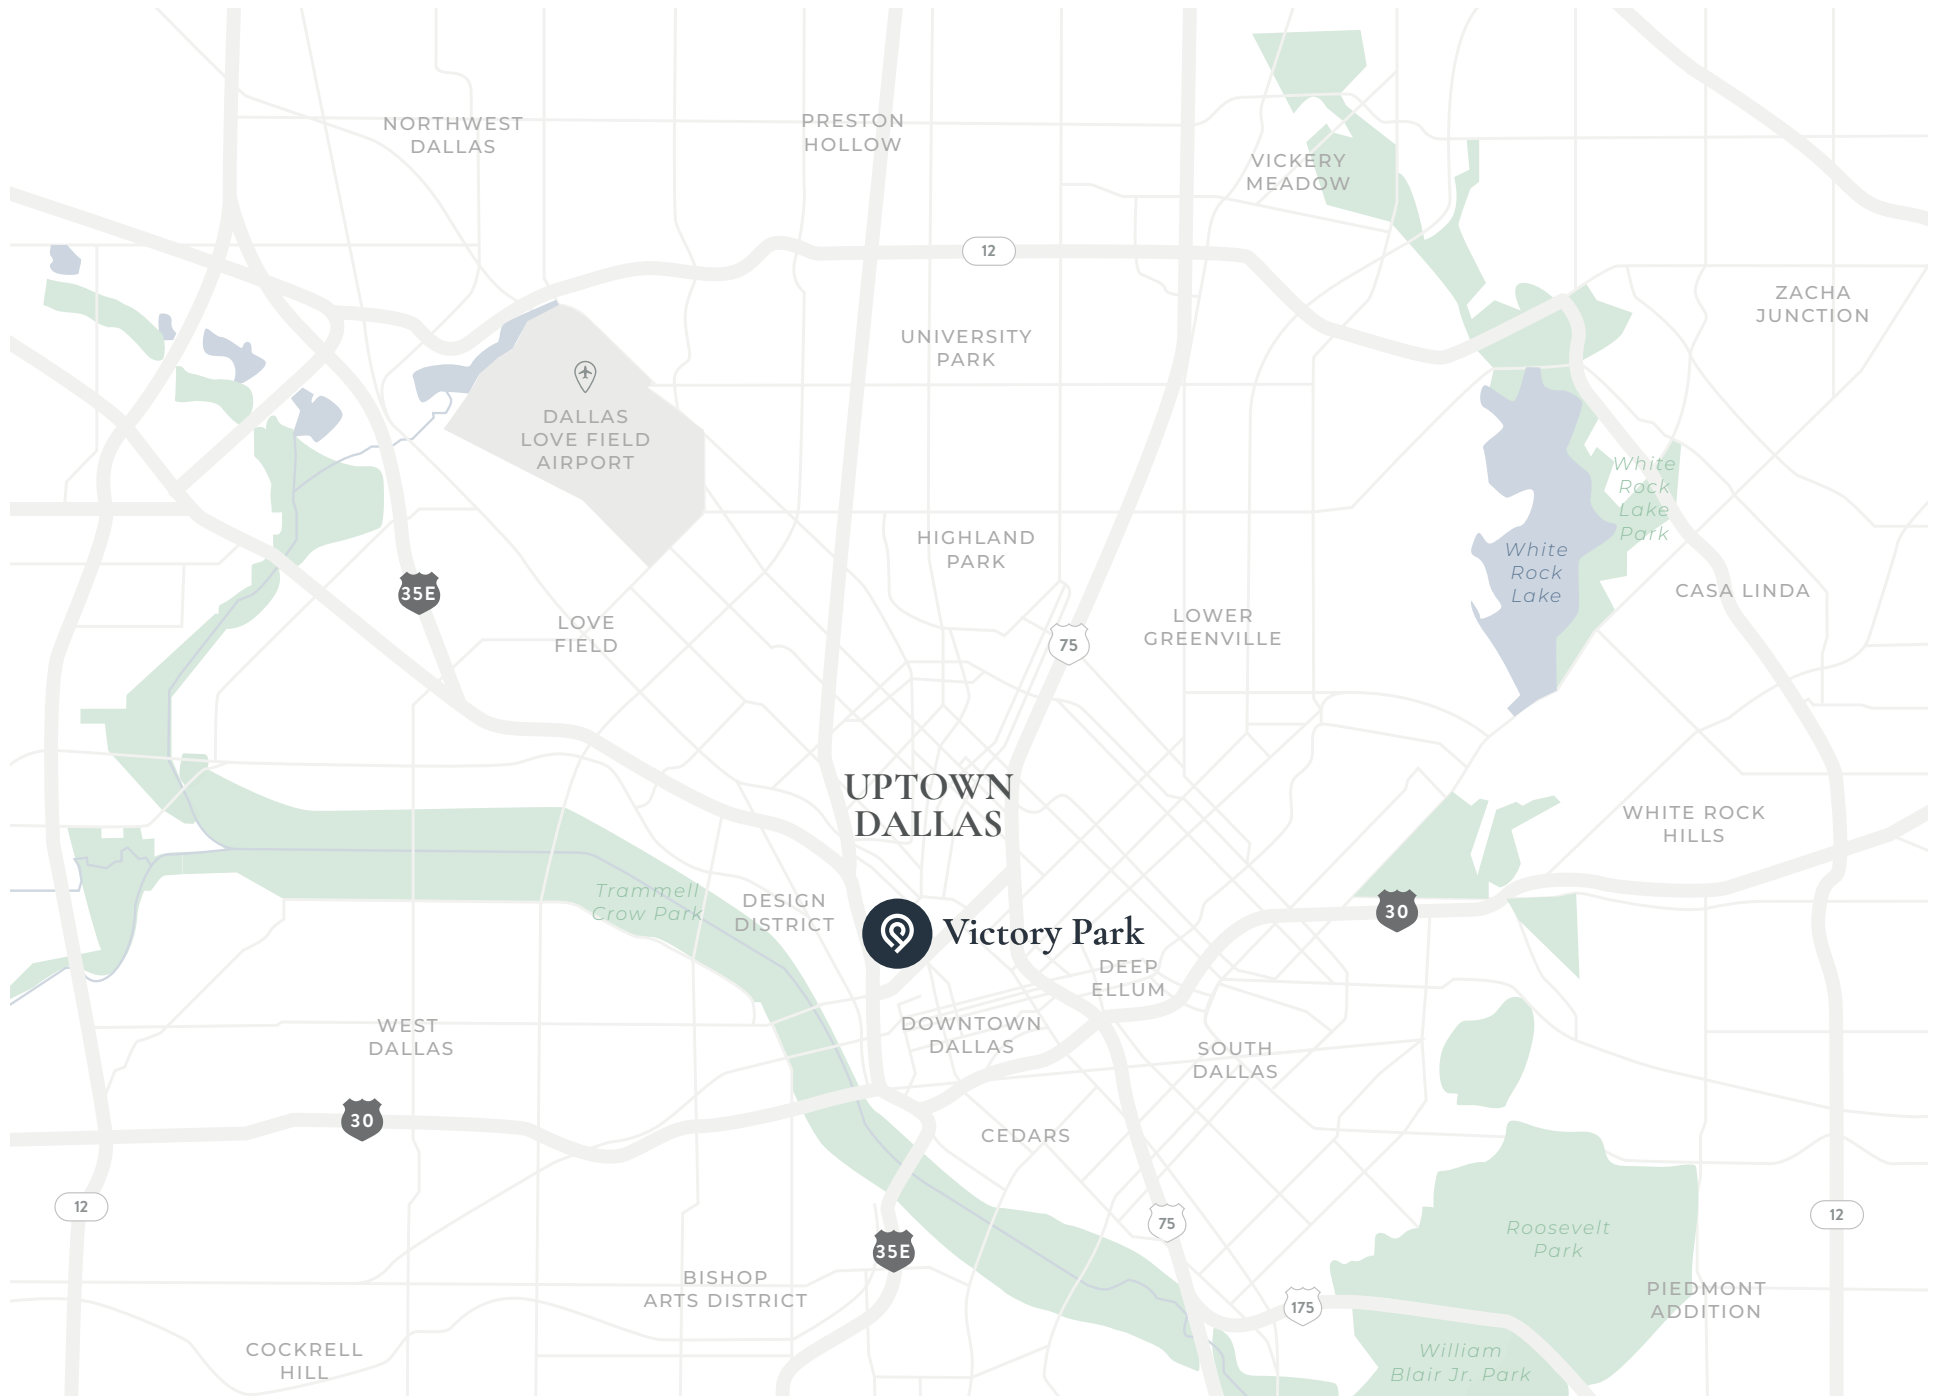 NORTHWEST
DALLAS
PRESTON
HOLLOW
VICKERY
MEADOW
12
ZACHA
JUNCTION
UNIVERSITY
PARK
DALLAS
LOVE FIELD
AIRPORT
White
Rock
Lake
Park
HIGHLAND
PARK
White
Rock
Lake
CASA LINDA
35E
LOVE
FIELD
LOWER
GREENVILLE
75
UPTOWN
DALLAS
WHITE ROCK
HILLS
Trammell
Crow Park
DESIGN
DISTRICT
30
Victory Park
DEEP
ELLUM
WEST
DALLAS
DOWNTOWN
DALLAS
SOUTH
DALLAS
30
CEDARS
12
75
12
Roosevelt
Park
35E
BISHOP
ARTS DISTRICT
175
PIEDMONT
ADDITION
COCKRELL
HILL
William
Blair Jr. Park